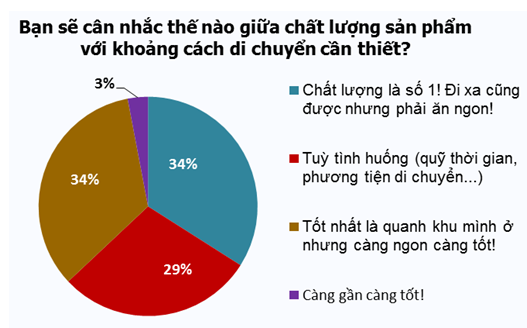 Bạn sẽ cân nhắc thế nào giữa chất lượng sản phẩm
với khoảng cách di chuyển cần thiết?
3%
34%
34%
29%
Chất lượng là số 1! Đi xa cũng
được nhưng phải ăn ngon!
Tuỳ tình huống (quỹ thời gian,
phương tiện di chuyển...)
Tốt nhất là quanh khu mình ở
nhưng càng ngon càng tốt!
Càng gần càng tốt!